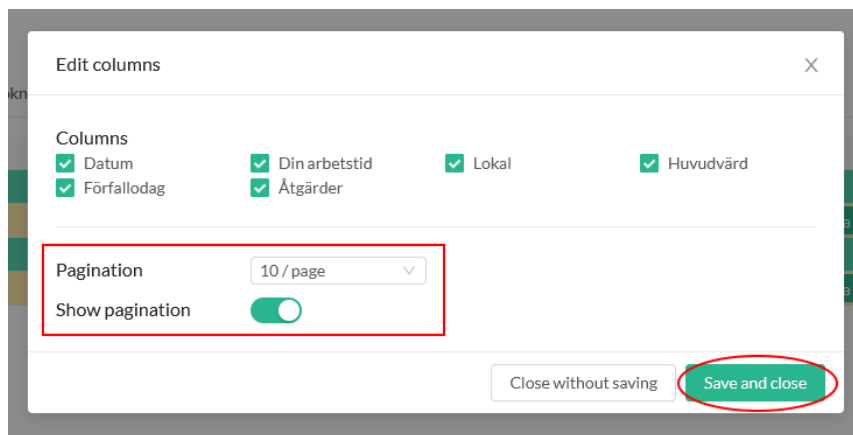 Edit columns
okn
Columns
Datum Din arbetstid Lokal Huvudvärd
Förfallodag Åtgärder
a
Pagination 10 / page
a
Show pagination
Close without saving Save and close